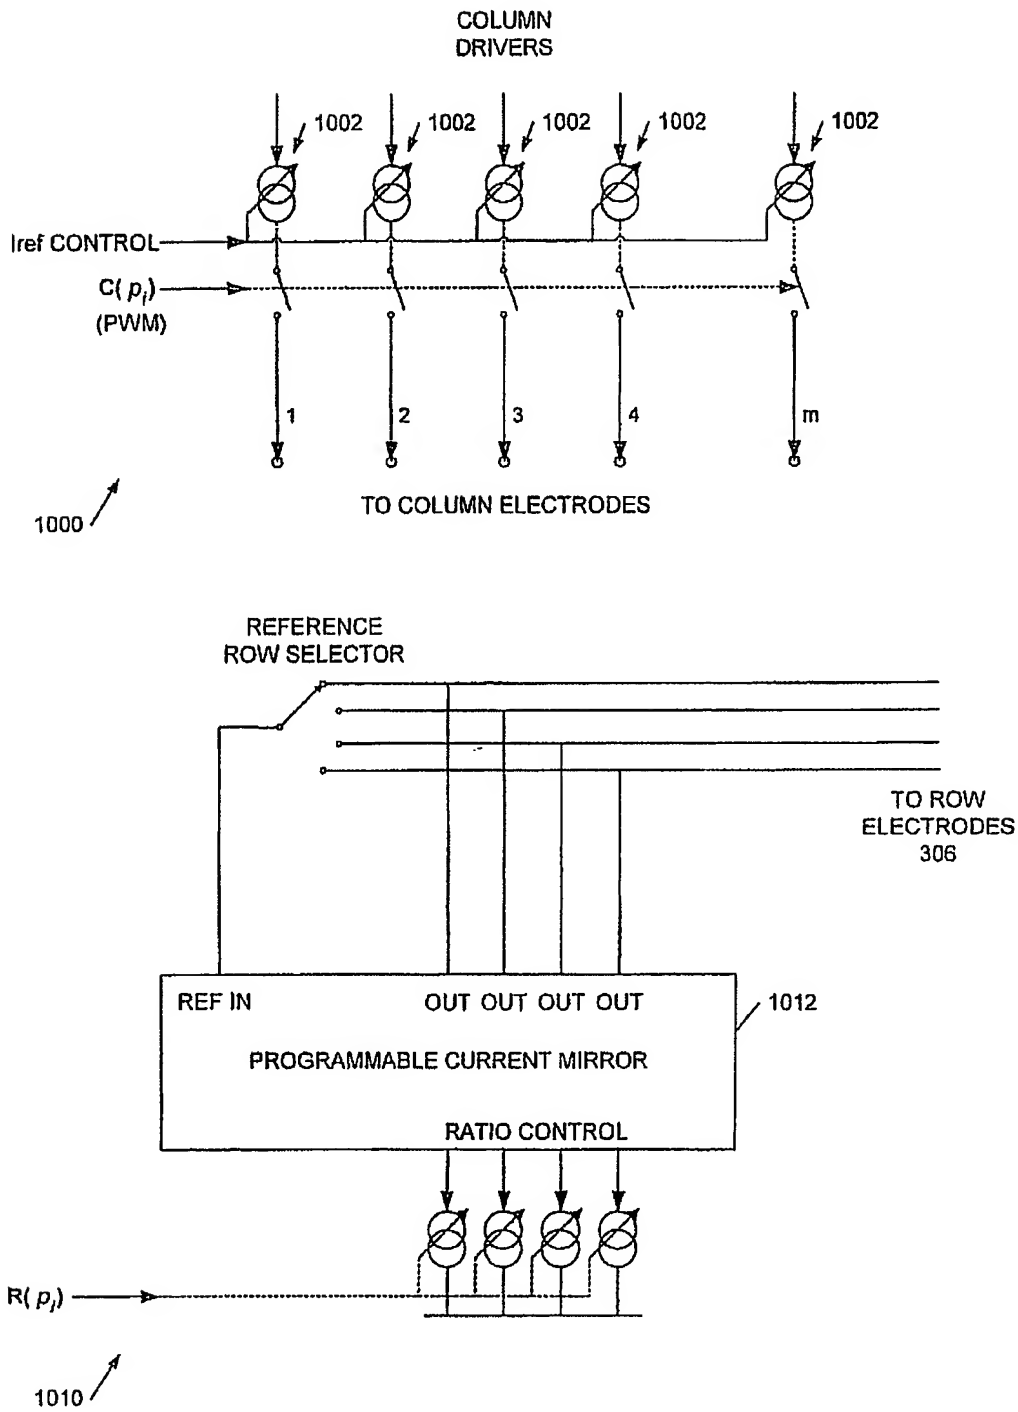 COLUMN
DRIVERS
1002 1002 1002 1002 1002
Iref CONTROL
C( pi)
(PWM)
1 2 3 4 m
TO COLUMN ELECTRODES
1000
REFERENCE
ROW SELECTOR
TO ROW
ELECTRODES
306
REF IN OUT OUT OUT OUT
1012
PROGRAMMABLE CURRENT MIRROR
RATIO CONTROL
R( pj)
1010